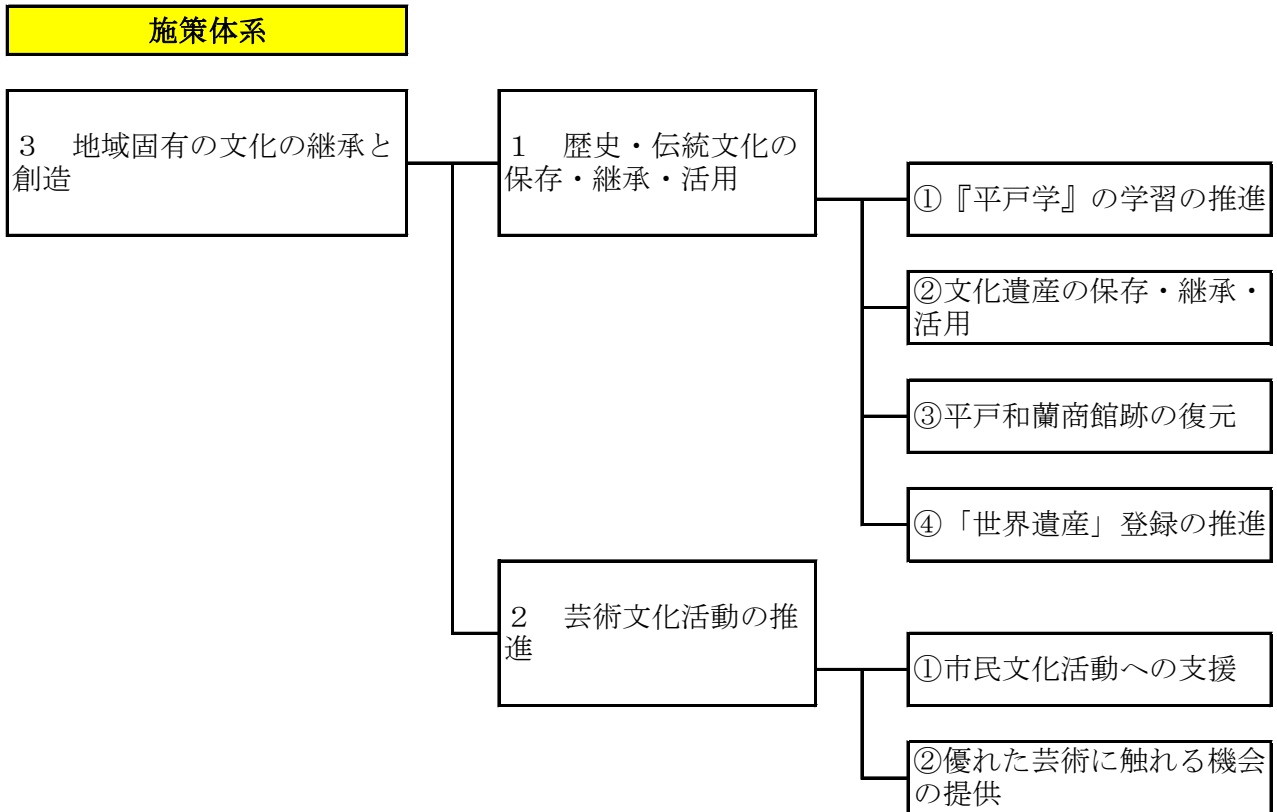 施策体系
３　地域固有の文化の継承と
創造
１　歴史・伝統文化の
保存・継承・活用
①『平戸学』の学習の推進
②文化遺産の保存・継承・
活用
③平戸和蘭商館跡の復元
④「世界遺産」登録の推進
２　芸術文化活動の推
進
①市民文化活動への支援
②優れた芸術に触れる機会
の提供